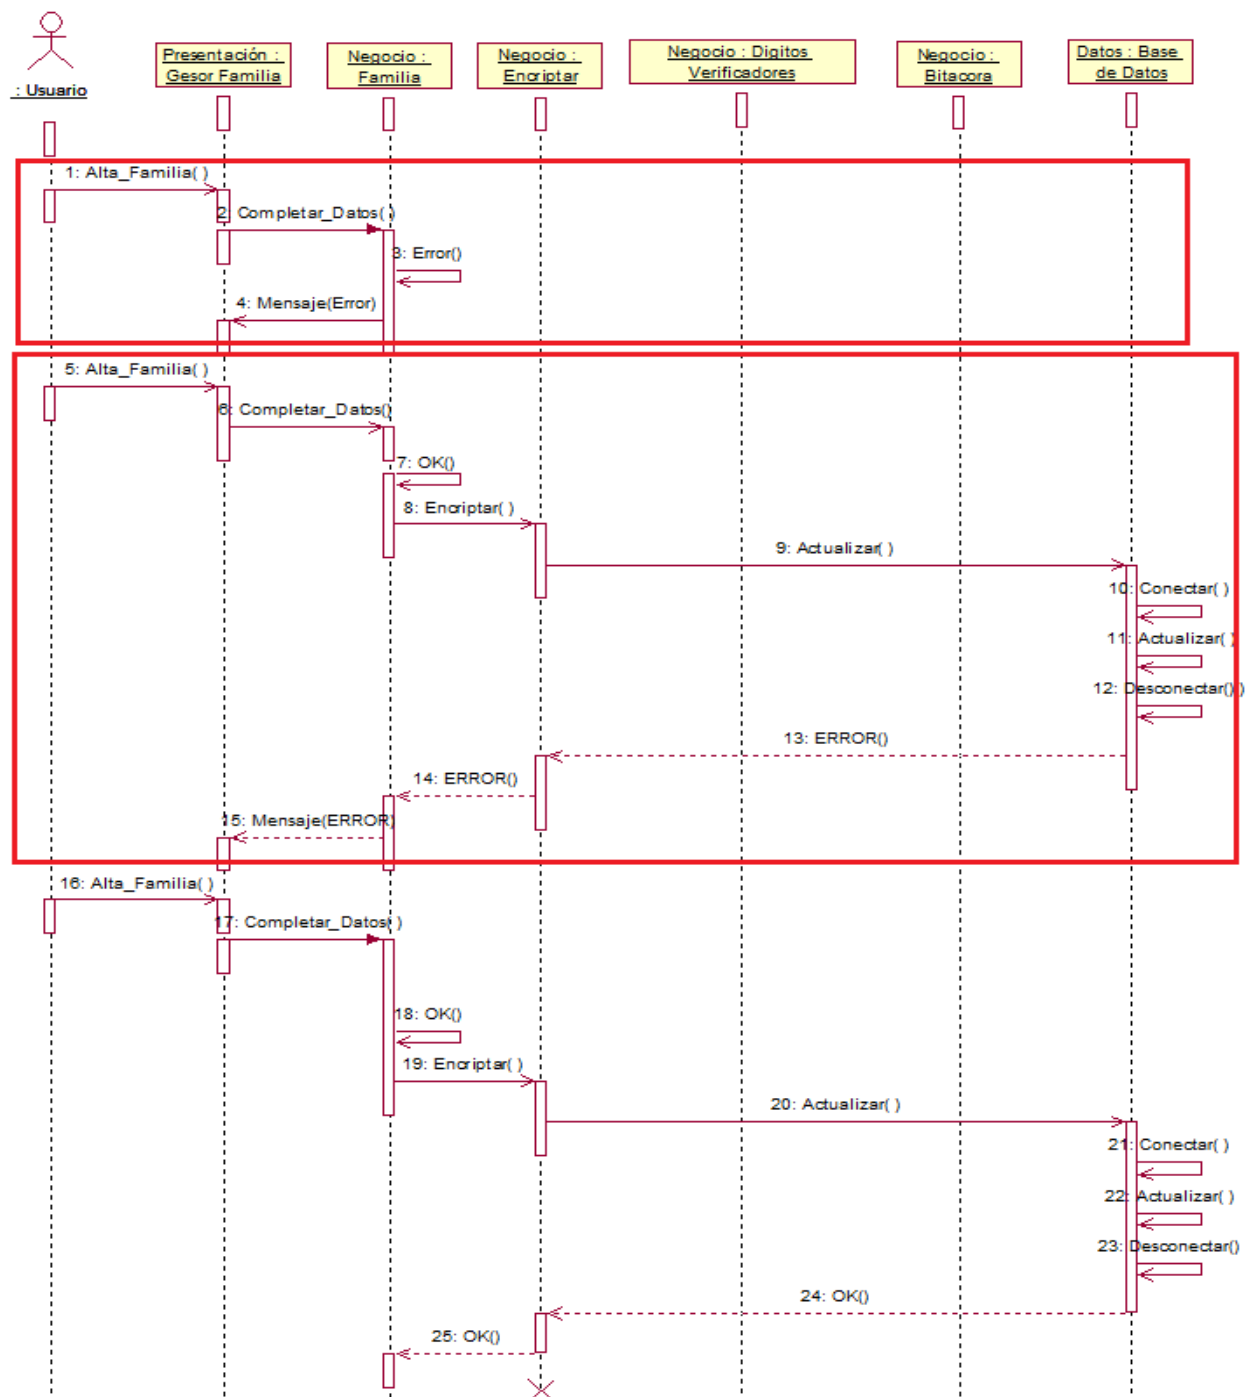 : Usuario
Presentación :
Gesor Familia
Negocio :
Familia
Negocio :
Encriptar
Negocio : Digitos
Verificadores
Negocio :
Bitacora
Datos : Base
de Datos
1: Alta_Familia( )
2: Completar_Datos( )
3: Error()
4: Mensaje(Error)
5: Alta_Familia( )
6: Completar_Datos()
7: OK()
8: Encriptar( )
9: Actualizar( )
10: Conectar( )
11: Actualizar( )
12: Desconectar( )
13: ERROR()
14: ERROR()
15: Mensaje(ERROR)
16: Alta_Familia( )
17: Completar_Datos( )
18: OK()
19: Encriptar( )
20: Actualizar( )
21: Conectar( )
22: Actualizar( )
23: Desconectar()
24: OK()
25: OK()